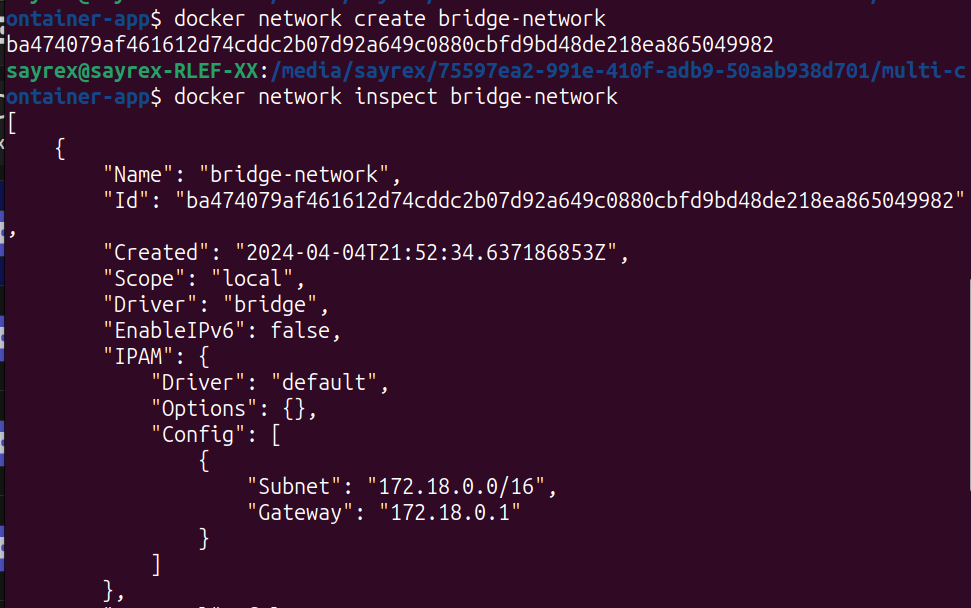 ontainer-app$ docker network create bridge-network
ba474079af461612d74cddc2b07d92a649c0880cbfd9bd48de218ea865049982
sayrex@sayrex-RLEF-XX:/media/sayrex/75597ea2-991e-410f-adb9-50aab938d701/multi-c
ontainer-app$ docker network inspect bridge-network
[
    {
        "Name": "bridge-network",
        "Id": "ba474079af461612d74cddc2b07d92a649c0880cbfd9bd48de218ea865049982"
,
        "Created": "2024-04-04T21:52:34.637186853Z",
        "Scope": "local",
        "Driver": "bridge",
        "EnableIPv6": false,
        "IPAM": {
            "Driver": "default",
            "Options": {},
            "Config": [
                {
                    "Subnet": "172.18.0.0/16",
                    "Gateway": "172.18.0.1"
                }
            ]
        },